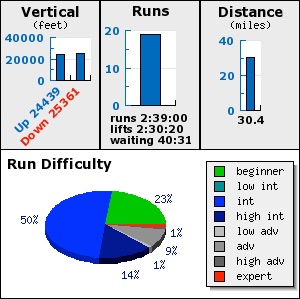 Vertical
(feet)
40000
20000
0
Up 24439
Down 25361
Runs
20
10
0
runs 2:39:00
lifts 2:30:20
waiting 40:31
Distance
(miles)
40
20
0
30.4
Run Difficulty
50%
23%
1%
9%
1%
14%
beginner
low int
int
high int
low adv
adv
high adv
expert